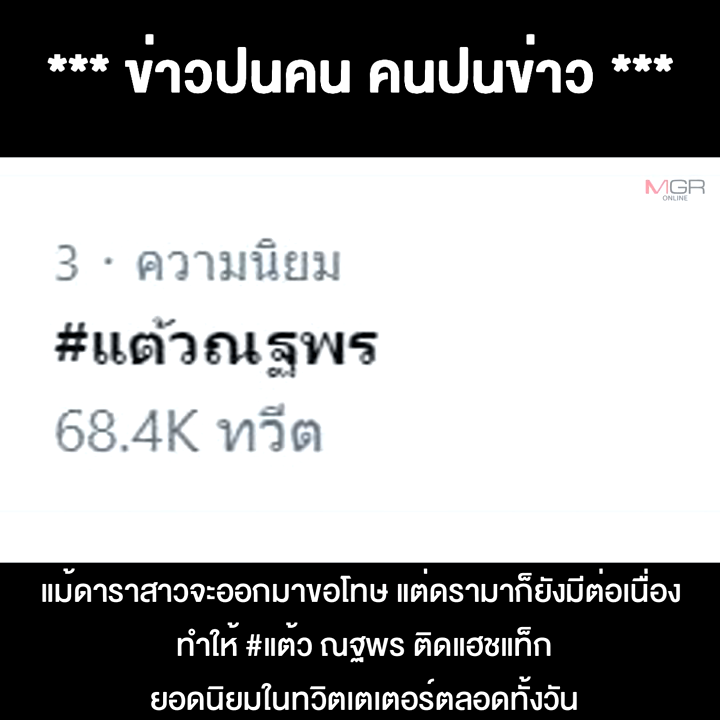 *** ข่าวปนคน คนปนข่าว ***
MGR
ONLINE
3 · ความนิยม
#แต้วณฐพร
68.4K ทวีต
แม้ดาราสาวจะออกมาขอโทษ แต่ดรามาก็ยังมีต่อเนื่อง
ทำให้ #แต้ว ณฐพร ติดแฮชแท็ก
ยอดนิยมในทวิตเตเตอร์ตลอดทั้งวัน